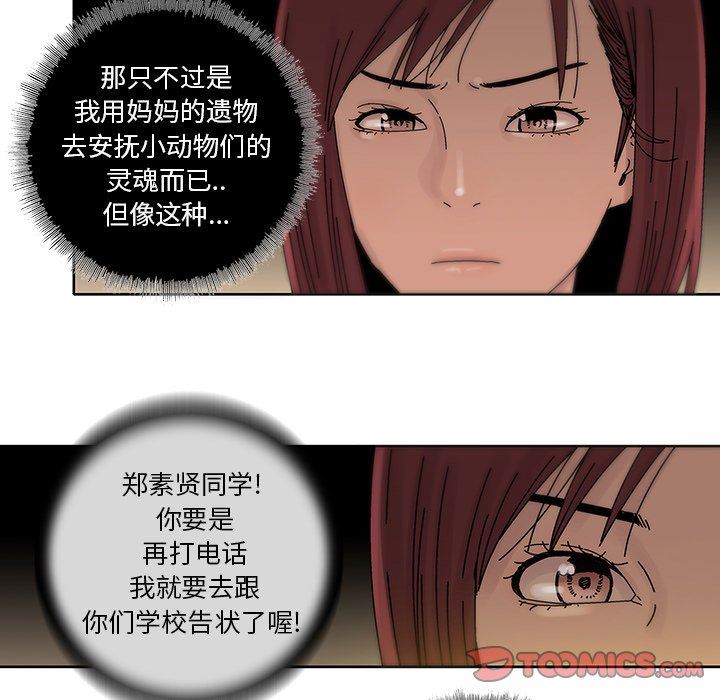 那只不过是
我用妈妈的遗物
去安抚小动物们的
灵魂而已..
但像这种...
郑素贤同学!
你要是
再打电话
我就要去跟
你们学校告状了喔!
DTOOMICS.COM